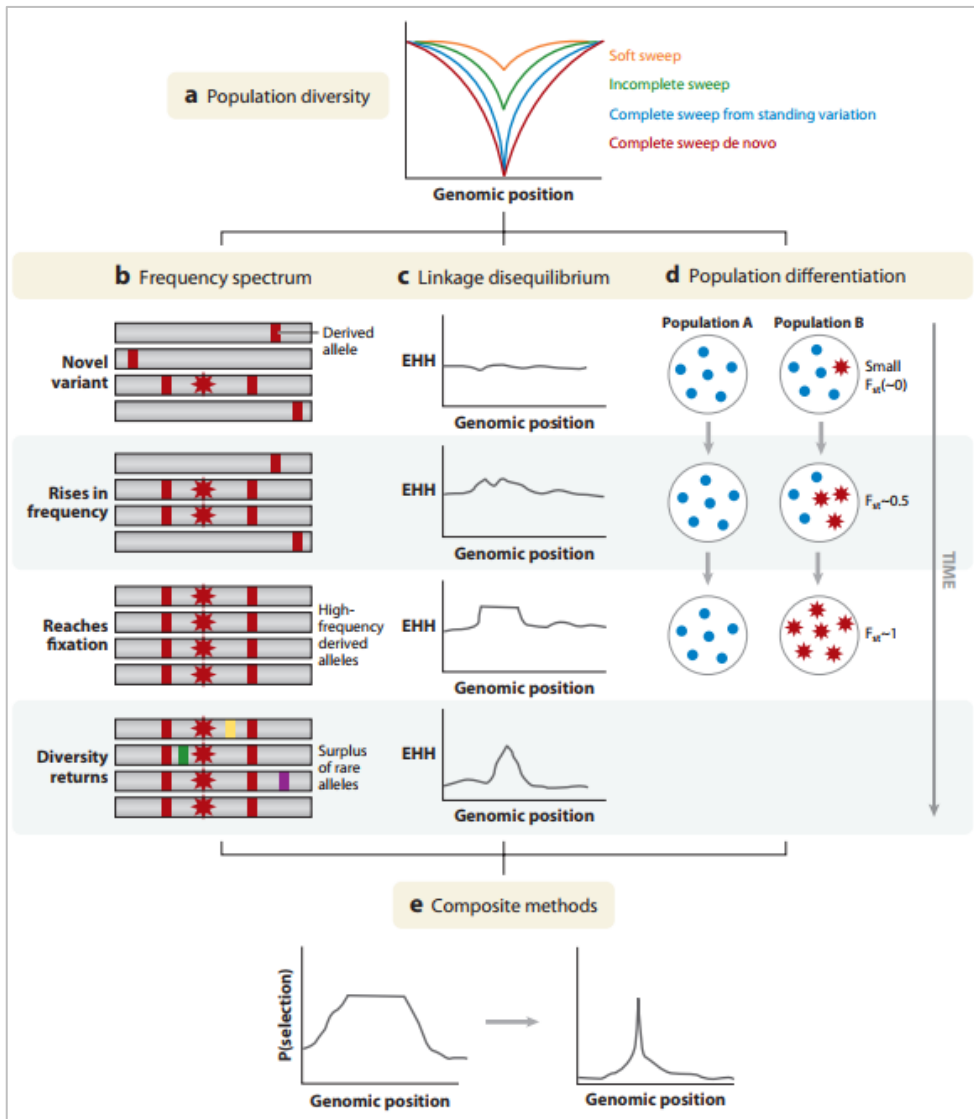 Soft sweep
Incomplete sweep
a Population diversity
Complete sweep from standing variation
Complete sweep de novo
Genomic position
b Frequency spectrum
c Linkage disequilibrium
d Population differentiation
Novel
variant
Derived
allele
EHH
Genomic position
Population A
Population B
Small
Fst(~0)
Rises in
frequency
EHH
Genomic position
Fst~0.5
Reaches
fixation
High-
frequency
derived
alleles
EHH
Genomic position
Fst~1
Diversity
returns
Surplus
of rare
alleles
EHH
Genomic position
TIME
e Composite methods
P(selection)
Genomic position
Genomic position